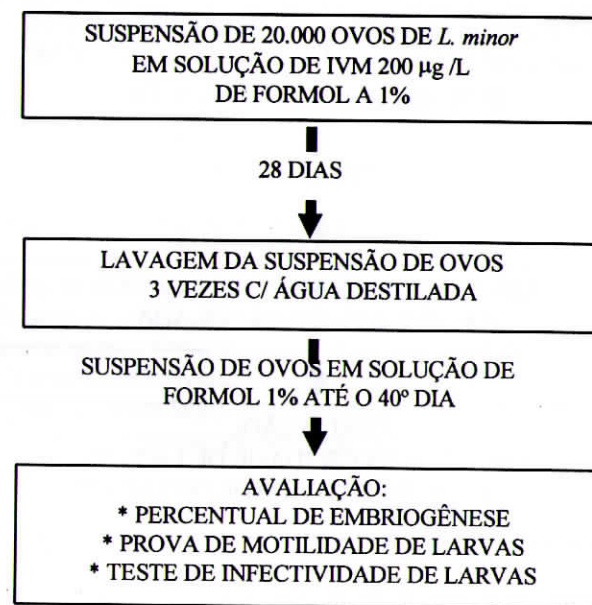 SUSPENSÃO DE 20.000 OVOS DE L. minor
EM SOLUÇÃO DE IVM 200 µg /L
DE FORMOL A 1%
28 DIAS
LAVAGEM DA SUSPENSÃO DE OVOS
3 VEZES C/ ÁGUA DESTILADA
SUSPENSÃO DE OVOS EM SOLUÇÃO DE
FORMOL 1% ATÉ O 40º DIA
AVALIAÇÃO:
* PERCENTUAL DE EMBRIOGÊNESE
* PROVA DE MOTILIDADE DE LARVAS
* TESTE DE INFECTIVIDADE DE LARVAS